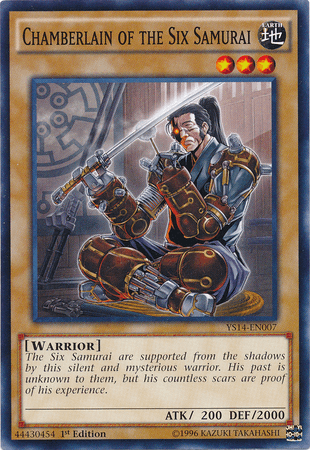 CHAMBERLAIN OF THE SIX SAMURAI
EARTH
地
YS14-EN007
[WARRIOR]
The Six Samurai are supported from the shadows
by this silent and mysterious warrior. His past is
unknown to them, but his countless scars are proof
of his experience.
ATK/ 200 DEF/2000
44430454 1st Edition ©1996 KAZUKI TAKAHASHI